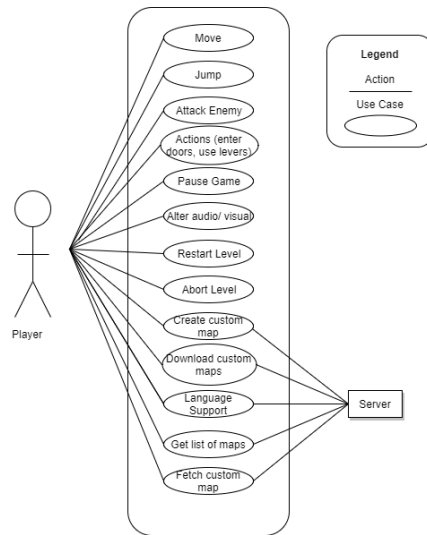 Move
Jump
Attack Enemy
Actions (enter
doors, use levers)
Pause Game
Alter audio/ visual
Restart Level
Abort Level
Create custom
map
Download custom
maps
Language
Support
Get list of maps
Fetch custom
map
Player
Server
Legend
Action
Use Case